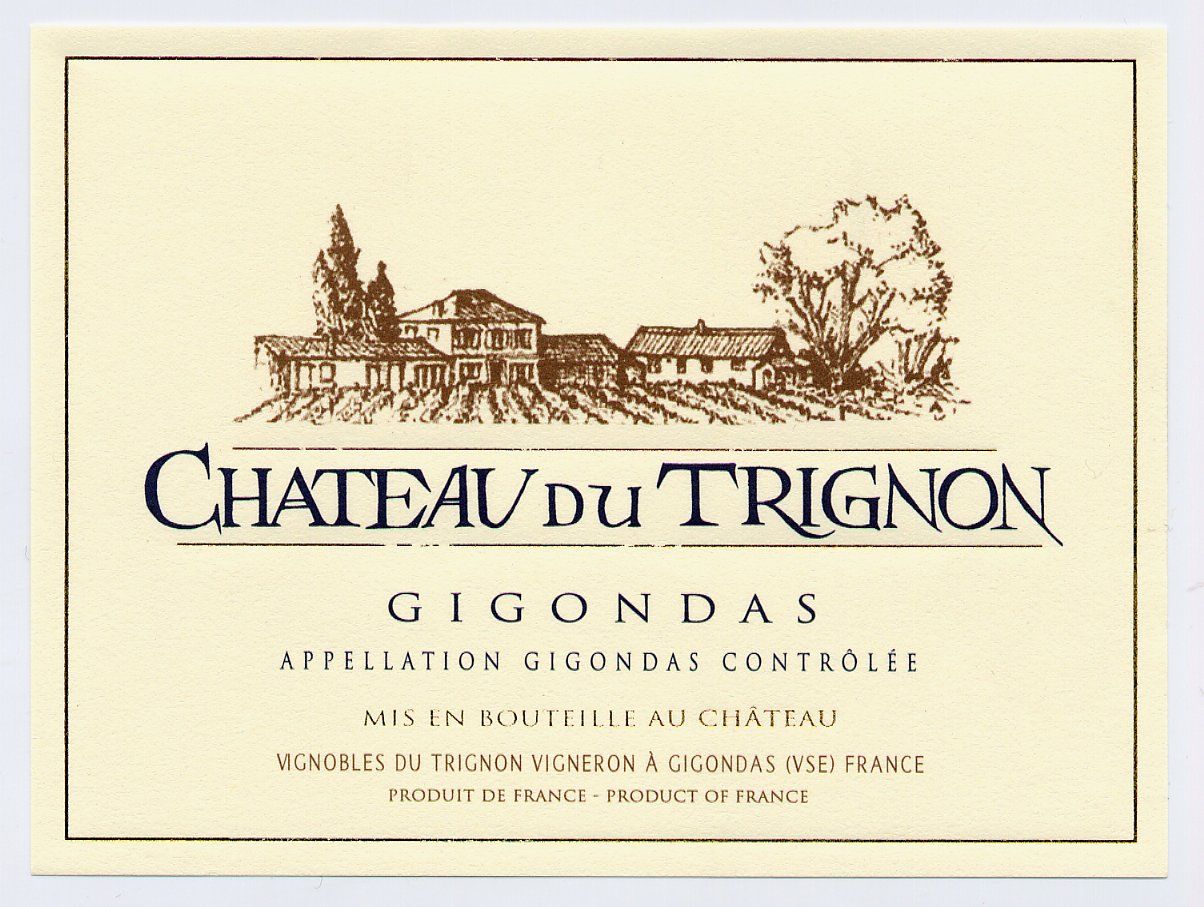 CHATEAU DU TRIGNON
GIGONDAS
APPELLATION GIGONDAS CONTRÔLÉE
MIS EN BOUTEILLE AU CHÂTEAU
VIGNOBLES DU TRIGNON VIGNERON À GIGONDAS (VSE) FRANCE
PRODUIT DE FRANCE - PRODUCT OF FRANCE